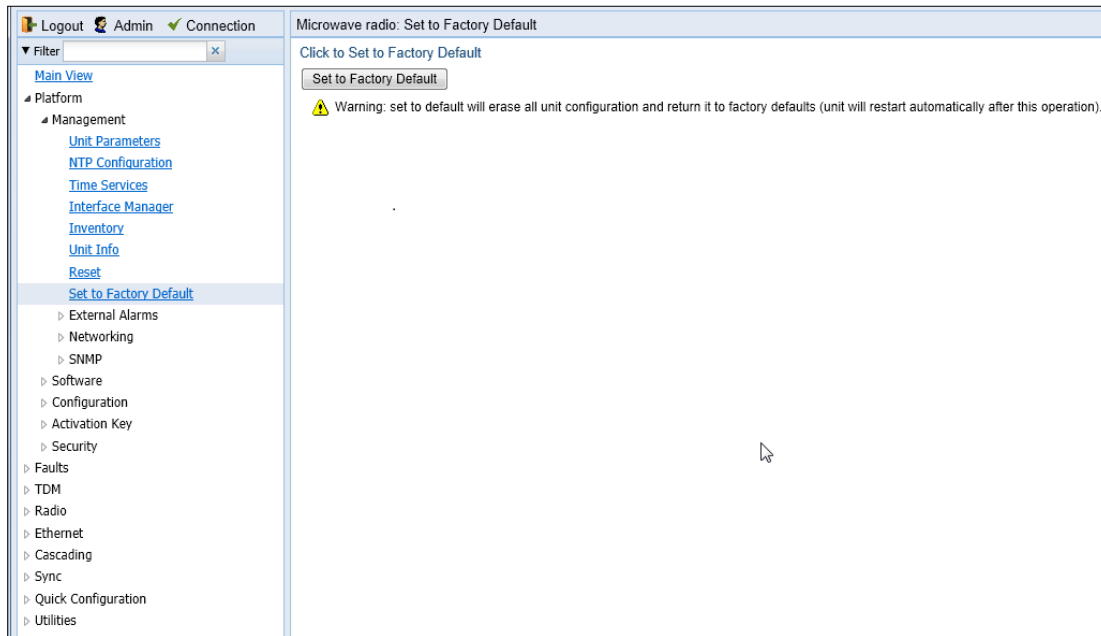 Logout Admin Connection
Filter
Main View
Platform
Management
Unit Parameters
NTP Configuration
Time Services
Interface Manager
Inventory
Unit Info
Reset
Set to Factory Default
External Alarms
Networking
SNMP
Software
Configuration
Activation Key
Security
Faults
TDM
Radio
Ethernet
Cascading
Sync
Quick Configuration
Utilities
Microwave radio: Set to Factory Default
Click to Set to Factory Default
Set to Factory Default
Warning: set to default will erase all unit configuration and return it to factory defaults (unit will restart automatically after this operation).